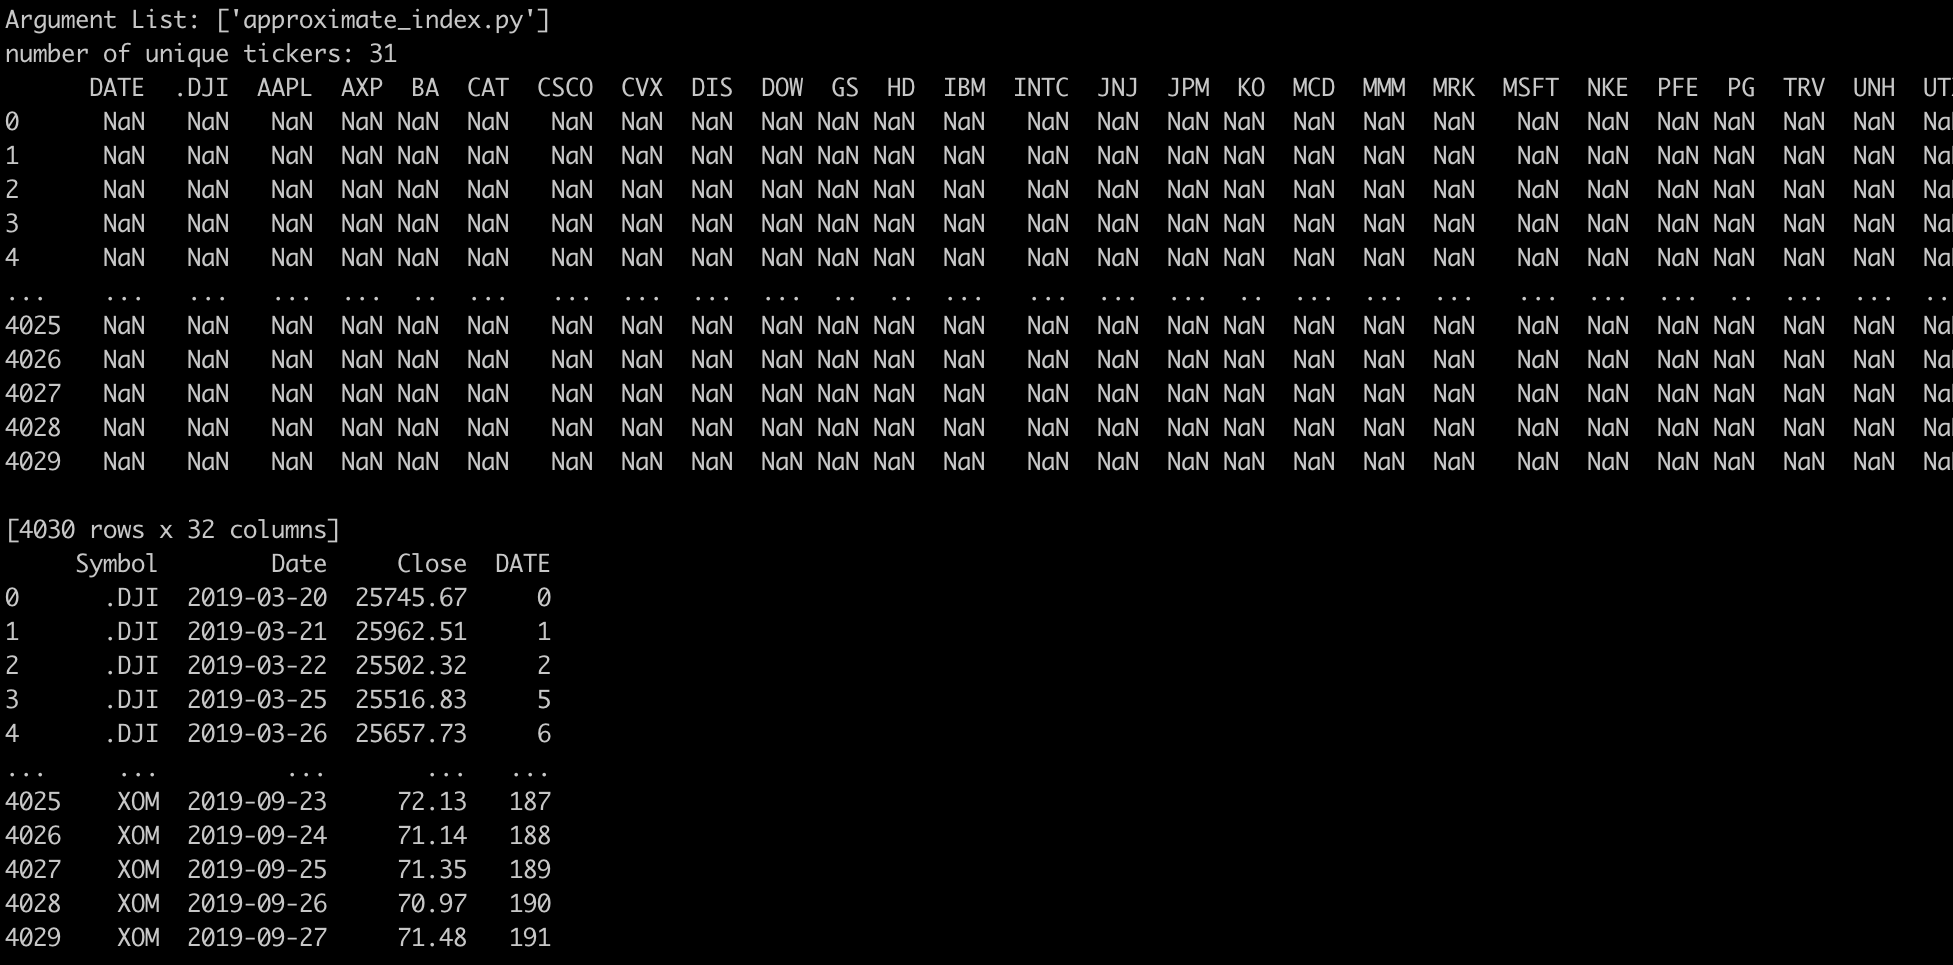 Argument List: ['approximate_index.py']
number of unique tickers: 31
DATE .DJI AAPL AXP BA CAT CSCO CVX DIS DOW GS HD IBM INTC JNJ JPM KO MCD MMM MRK MSFT NKE PFE PG TRV UNH
0 NaN NaN NaN NaN NaN NaN NaN NaN NaN NaN NaN NaN NaN NaN NaN NaN NaN NaN NaN NaN NaN NaN NaN NaN NaN NaN
1 NaN NaN NaN NaN NaN NaN NaN NaN NaN NaN NaN NaN NaN NaN NaN NaN NaN NaN NaN NaN NaN NaN NaN NaN NaN NaN
2 NaN NaN NaN NaN NaN NaN NaN NaN NaN NaN NaN NaN NaN NaN NaN NaN NaN NaN NaN NaN NaN NaN NaN NaN NaN NaN
3 NaN NaN NaN NaN NaN NaN NaN NaN NaN NaN NaN NaN NaN NaN NaN NaN NaN NaN NaN NaN NaN NaN NaN NaN NaN NaN
4 NaN NaN NaN NaN NaN NaN NaN NaN NaN NaN NaN NaN NaN NaN NaN NaN NaN NaN NaN NaN NaN NaN NaN NaN NaN NaN
... ... ... ... ... .. ... ... ... ... ... .. .. ... ... ... ... .. ... ... ... ... ... ... .. ... ... ..
4025 NaN NaN NaN NaN NaN NaN NaN NaN NaN NaN NaN NaN NaN NaN NaN NaN NaN NaN NaN NaN NaN NaN NaN NaN NaN NaN
4026 NaN NaN NaN NaN NaN NaN NaN NaN NaN NaN NaN NaN NaN NaN NaN NaN NaN NaN NaN NaN NaN NaN NaN NaN NaN NaN
4027 NaN NaN NaN NaN NaN NaN NaN NaN NaN NaN NaN NaN NaN NaN NaN NaN NaN NaN NaN NaN NaN NaN NaN NaN NaN NaN
4028 NaN NaN NaN NaN NaN NaN NaN NaN NaN NaN NaN NaN NaN NaN NaN NaN NaN NaN NaN NaN NaN NaN NaN NaN NaN NaN
4029 NaN NaN NaN NaN NaN NaN NaN NaN NaN NaN NaN NaN NaN NaN NaN NaN NaN NaN NaN NaN NaN NaN NaN NaN NaN NaN
[4030 rows x 32 columns]
Symbol Date Close DATE
0 .DJI 2019-03-20 25745.67 0
1 .DJI 2019-03-21 25962.51 1
2 .DJI 2019-03-22 25502.32 2
3 .DJI 2019-03-25 25516.83 5
4 .DJI 2019-03-26 25657.73 6
... ... ... ... ...
4025 XOM 2019-09-23 72.13 187
4026 XOM 2019-09-24 71.14 188
4027 XOM 2019-09-25 71.35 189
4028 XOM 2019-09-26 70.97 190
4029 XOM 2019-09-27 71.48 191